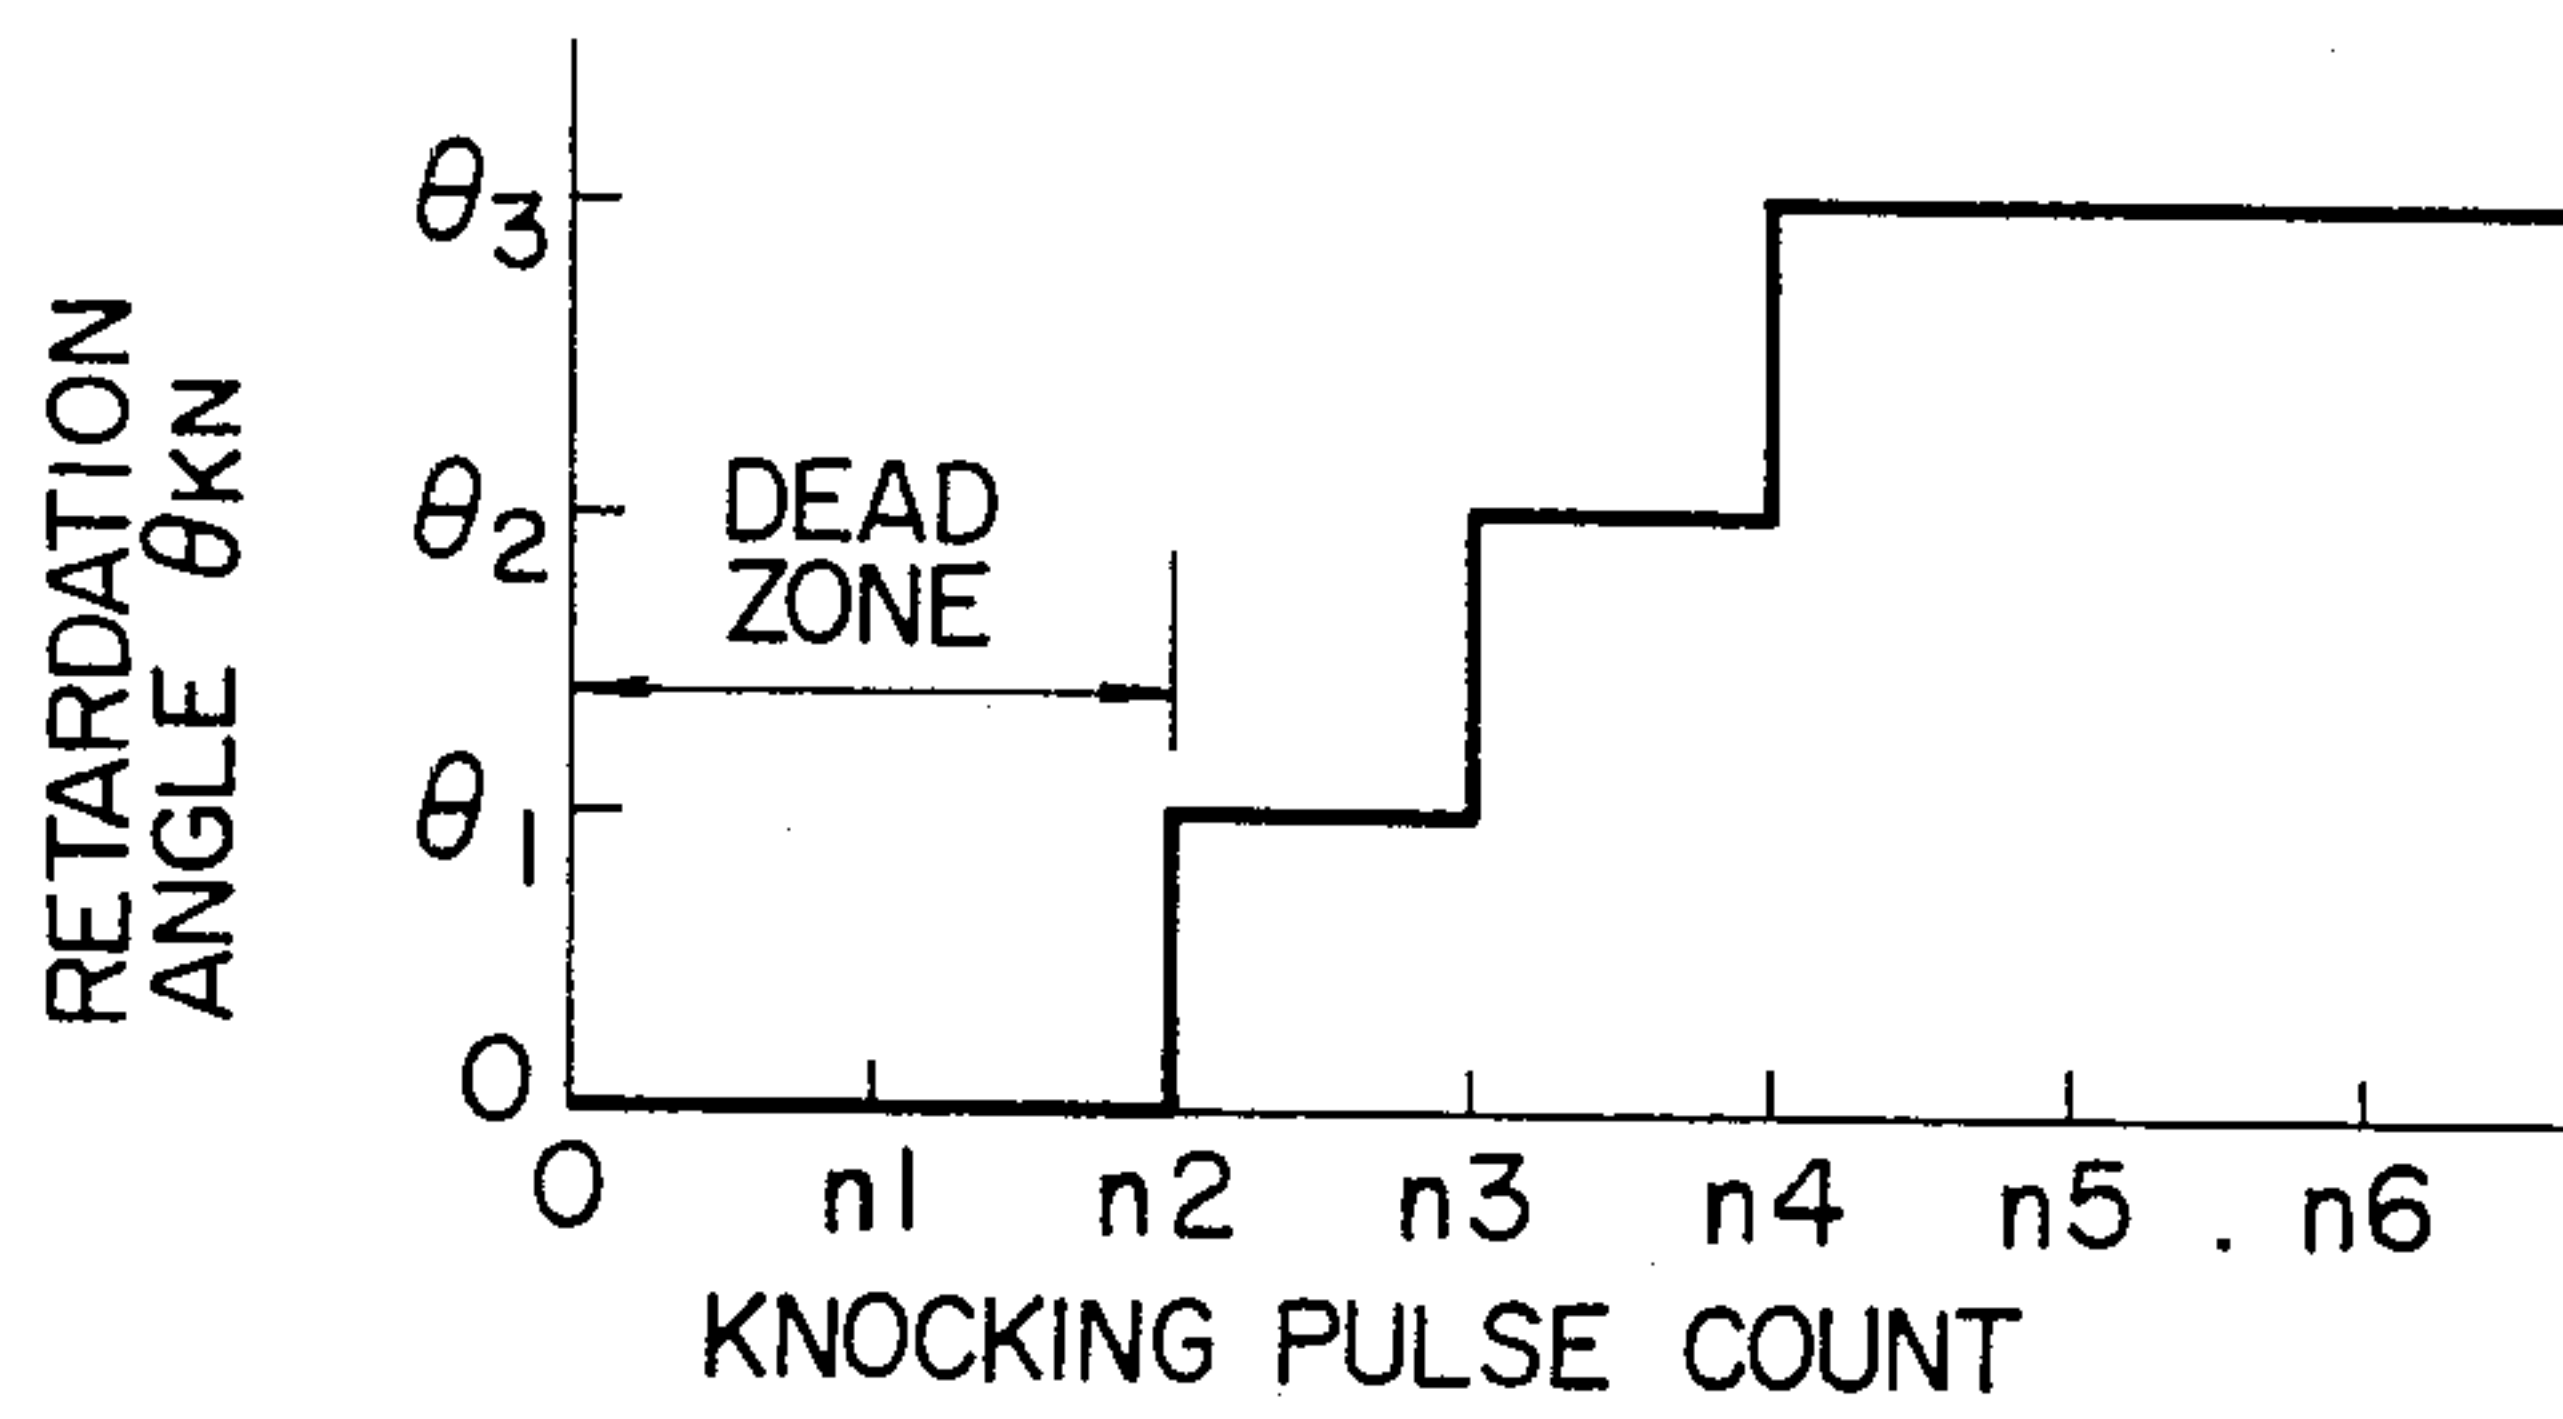 RETARDATION
ANGLE θKN
θ3
θ2
θ1
0
DEAD
ZONE
0 n1 n2 n3 n4 n5 . n6
KNOCKING PULSE COUNT